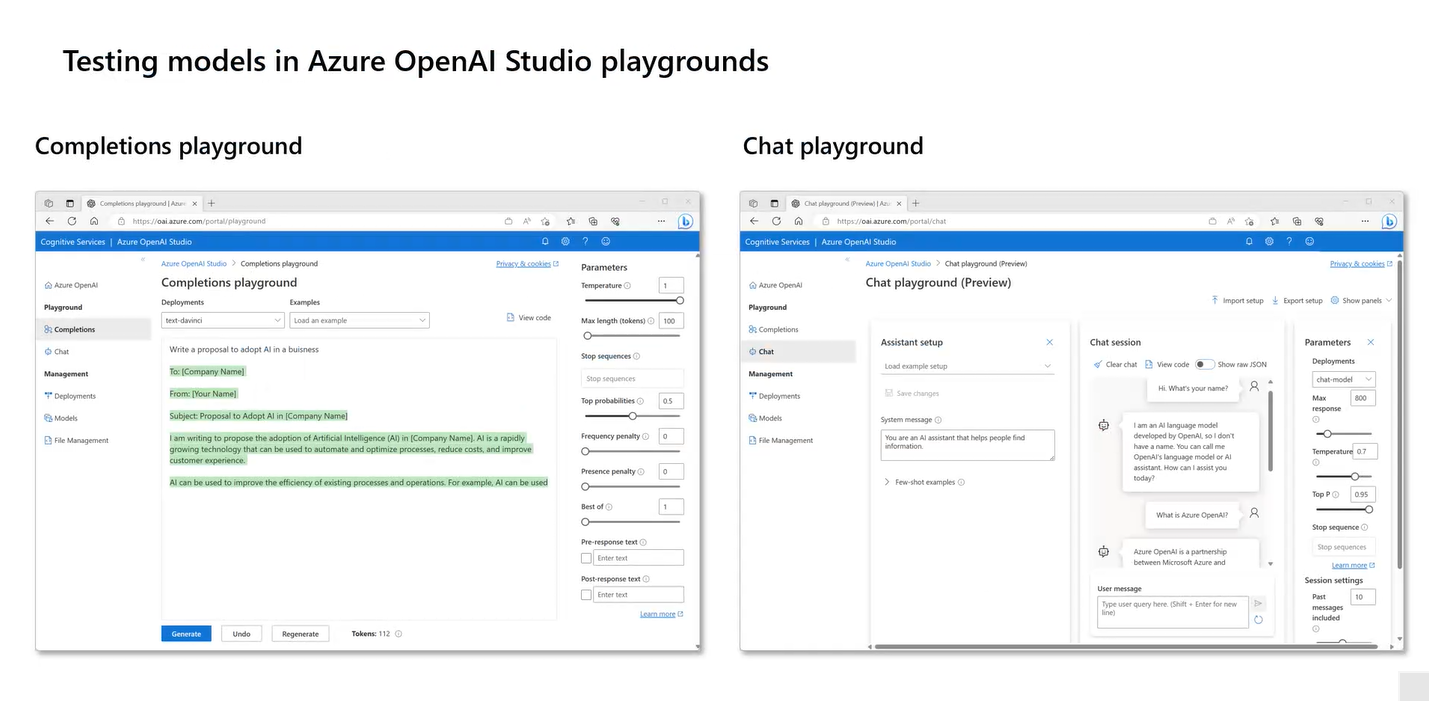 Testing models in Azure OpenAI Studio playgrounds
Completions playground
Completions playground | Azure
https://oai.azure.com/portal/playground
Cognitive Services | Azure OpenAI Studio
Azure OpenAI
Playground
Completions
Chat
Management
Deployments
Models
File Management
Azure OpenAI Studio > Completions playground
Privacy & cookies
Completions playground
Deployments
Examples
text-davinci
Load an example
View code
Write a proposal to adopt AI in a buisness
To: [Company Name]
From: [Your Name]
Subject: Proposal to Adopt AI in [Company Name]
I am writing to propose the adoption of Artificial Intelligence (AI) in [Company Name]. AI is a rapidly
growing technology that can be used to automate and optimize processes, reduce costs, and improve
customer experience.
AI can be used to improve the efficiency of existing processes and operations. For example, AI can be used
Generate
Undo
Regenerate
Tokens: 112
Parameters
Temperature
1
Max length (tokens)
100
Stop sequences
Stop sequences
Top probabilities
0.5
Frequency penalty
0
Presence penalty
0
Best of
1
Pre-response text
Enter text
Post-response text
Enter text
Learn more
Chat playground
Chat playground (Preview) | Az
https://oai.azure.com/portal/chat
Cognitive Services | Azure OpenAI Studio
Azure OpenAI
Playground
Completions
Chat
Management
Deployments
Models
File Management
Azure OpenAI Studio > Chat playground (Preview)
Privacy & cookies
Chat playground (Preview)
Import setup
Export setup
Show panels
Assistant setup
Load example setup
Save changes
System message
You are an AI assistant that helps people find
information.
Few-shot examples
Chat session
Clear chat
View code
Show raw JSON
Hi. What's your name?
I am an AI language model
developed by OpenAI, so I don't
have a name. You can call me
OpenAI's language model or AI
assistant. How can I assist you
today?
What is Azure OpenAI?
Azure OpenAI is a partnership
between Microsoft Azure and
User message
Type user query here. (Shift + Enter for new
line)
Parameters
Deployments
chat-model
Max
response
800
Temperature
0.7
Top P
0.95
Stop sequence
Stop sequences
Learn more
Session settings
Past
messages
included
10